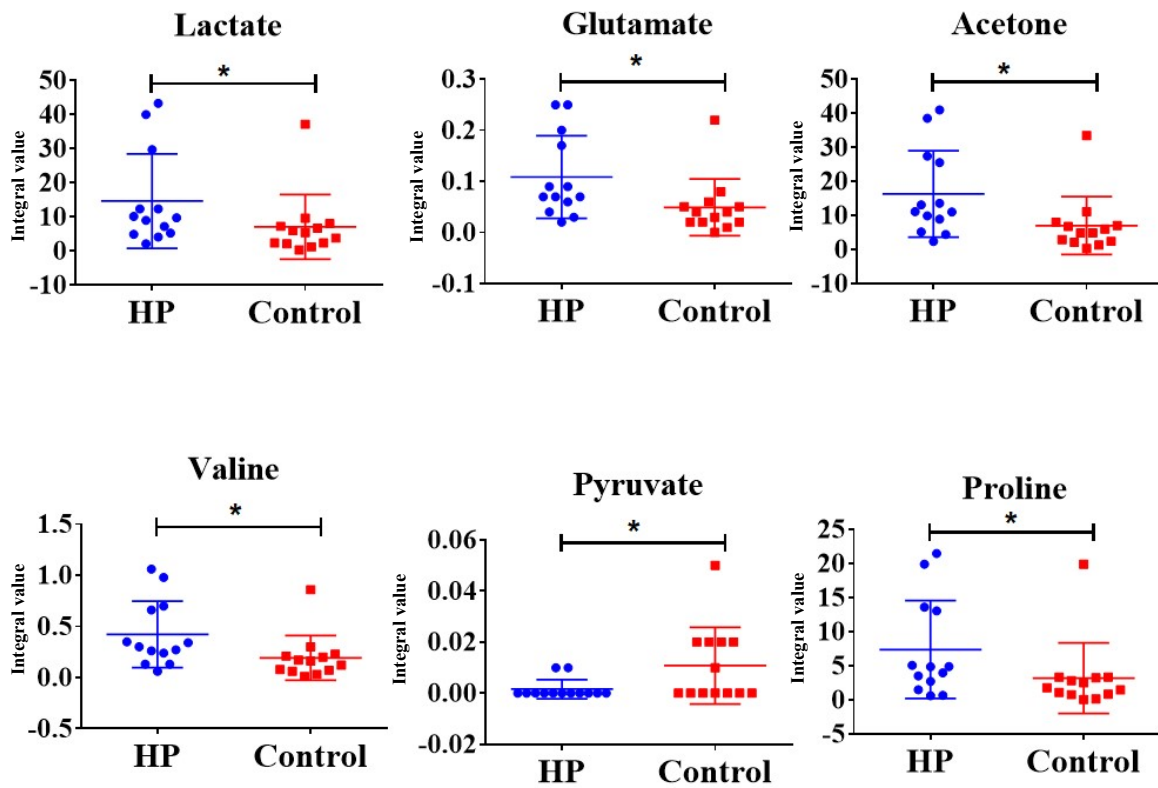 Lactate
*
50
40
30
20
10
0
-10
Integral value
HP Control
Glutamate
*
0.3
0.2
0.1
0.0
-0.1
Integral value
HP Control
Acetone
*
50
40
30
20
10
0
-10
Integral value
HP Control
Valine
*
1.5
1.0
0.5
0.0
-0.5
Integral value
HP Control
Pyruvate
*
0.06
0.04
0.02
0.00
-0.02
Integral value
HP Control
Proline
*
25
20
15
10
5
0
-5
Integral value
HP Control